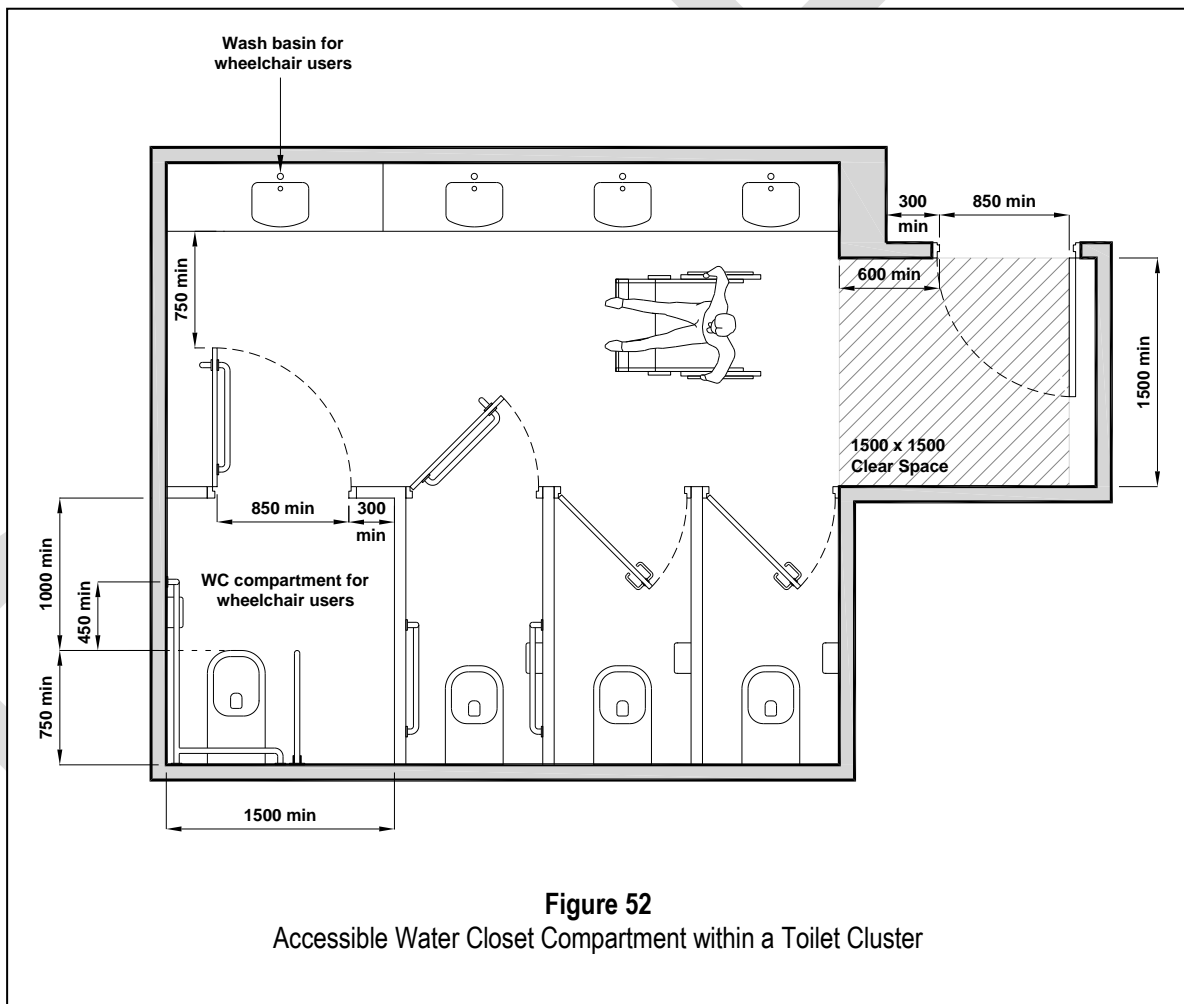 Wash basin for
wheelchair users
300
min
850 min
750 min
600 min
1500 min
1500 x 1500
Clear Space
850 min
300
min
1000 min
450 min
WC compartment for
wheelchair users
750 min
1500 min
Figure 52
Accessible Water Closet Compartment within a Toilet Cluster